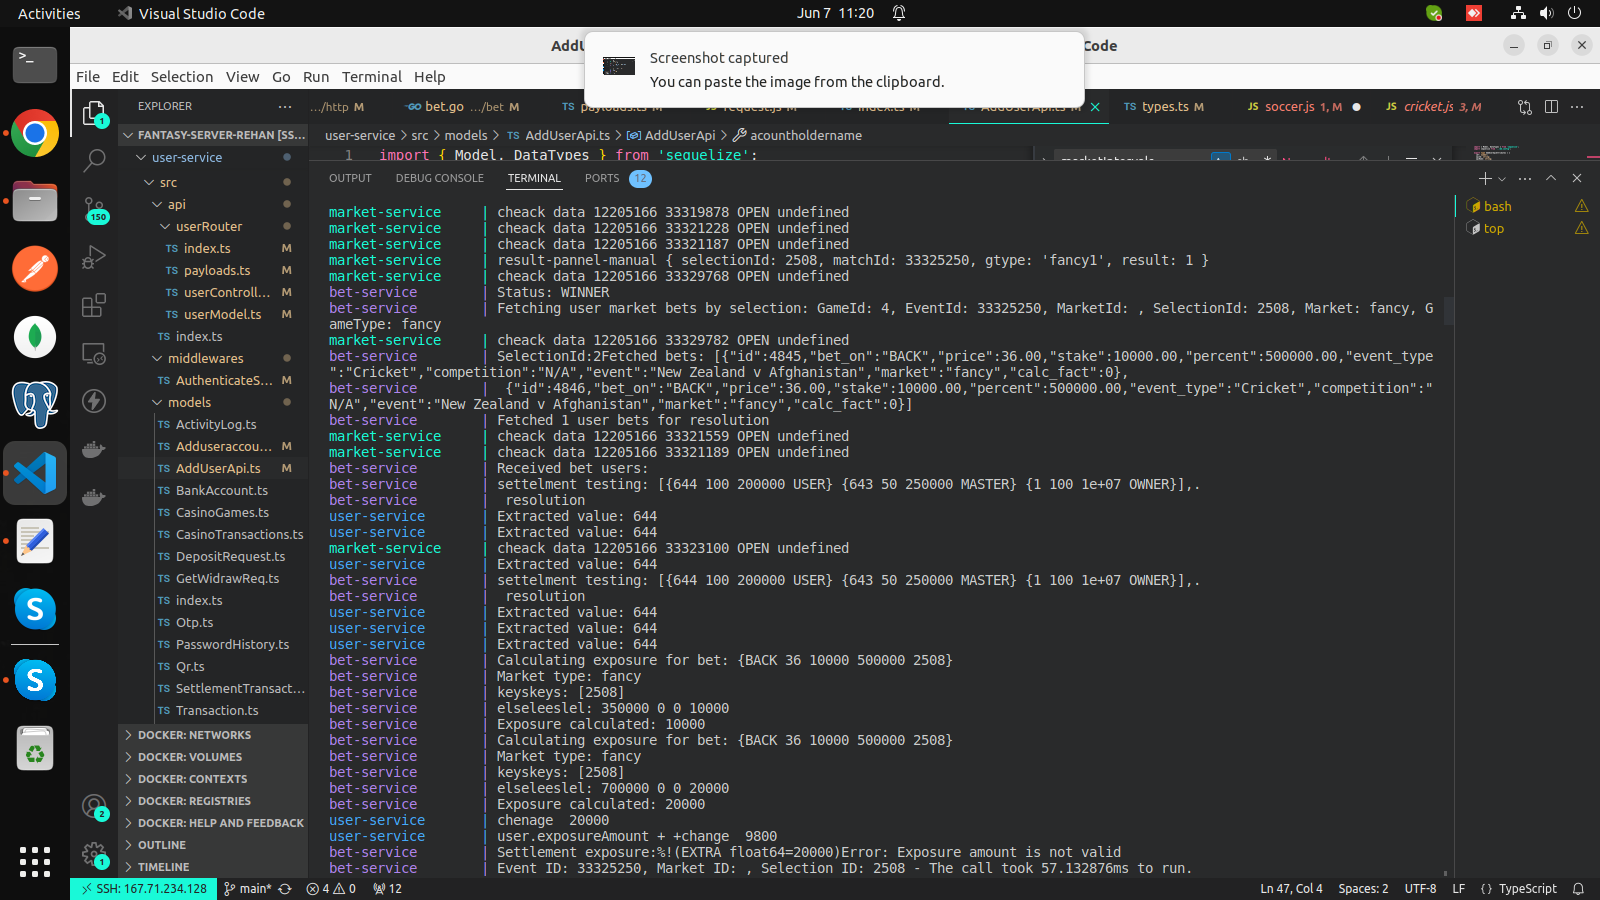 Activities
Visual Studio Code
Jun 7 11:20
Code
Screenshot captured
You can paste the image from the clipboard.
File Edit Selection View Go Run Terminal Help
EXPLORER
…/http M
bet.go …/bet M
TS types.ts M
JS soccer.js 1, M
JS cricket.js 3, M
FANTASY-SERVER-REHAN [SS...
user-service > src > models > TS AddUserApi.ts > AddUserApi > acountholdername
1 import { Model, DataTypes } from 'sequelize';
OUTPUT DEBUG CONSOLE TERMINAL PORTS 12
user-service
src
api
userRouter
TS index.ts M
TS payloads.ts M
TS userControll... M
TS userModel.ts M
TS index.ts
middlewares
TS AuthenticateS... M
models
TS ActivityLog.ts
TS Adduseraccou... M
TS AddUserApi.ts M
TS BankAccount.ts
TS CasinoGames.ts
TS CasinoTransactions.ts
TS DepositRequest.ts
TS GetWidrawReq.ts
TS index.ts
TS Otp.ts
TS PasswordHistory.ts
TS Qr.ts
TS SettlementTransact...
TS Transaction.ts
DOCKER: NETWORKS
DOCKER: VOLUMES
DOCKER: CONTEXTS
DOCKER: REGISTRIES
DOCKER: HELP AND FEEDBACK
OUTLINE
TIMELINE
1
150
2
1
market-service | cheack data 12205166 33319878 OPEN undefined
market-service | cheack data 12205166 33321228 OPEN undefined
market-service | cheack data 12205166 33321187 OPEN undefined
market-service | result-pannel-manual { selectionId: 2508, matchId: 33325250, gtype: 'fancy1', result: 1 }
market-service | cheack data 12205166 33329768 OPEN undefined
bet-service | Status: WINNER
bet-service | Fetching user market bets by selection: GameId: 4, EventId: 33325250, MarketId: , SelectionId: 2508, Market: fancy, G
ameType: fancy
market-service | cheack data 12205166 33329782 OPEN undefined
bet-service | SelectionId:2Fetched bets: [{"id":4845,"bet_on":"BACK","price":36.00,"stake":10000.00,"percent":500000.00,"event_type
":"Cricket","competition":"N/A","event":"New Zealand v Afghanistan","market":"fancy","calc_fact":0},
bet-service | {"id":4846,"bet_on":"BACK","price":36.00,"stake":10000.00,"percent":500000.00,"event_type":"Cricket","competition":"
N/A","event":"New Zealand v Afghanistan","market":"fancy","calc_fact":0}]
bet-service | Fetched 1 user bets for resolution
market-service | cheack data 12205166 33321559 OPEN undefined
market-service | cheack data 12205166 33321189 OPEN undefined
bet-service | Received bet users:
bet-service | settelment testing: [{644 100 200000 USER} {643 50 250000 MASTER} {1 100 1e+07 OWNER}],.
bet-service | resolution
user-service | Extracted value: 644
user-service | Extracted value: 644
market-service | cheack data 12205166 33323100 OPEN undefined
user-service | Extracted value: 644
bet-service | settelment testing: [{644 100 200000 USER} {643 50 250000 MASTER} {1 100 1e+07 OWNER}],.
bet-service | resolution
user-service | Extracted value: 644
user-service | Extracted value: 644
user-service | Extracted value: 644
bet-service | Calculating exposure for bet: {BACK 36 10000 500000 2508}
bet-service | Market type: fancy
bet-service | keyskeys: [2508]
bet-service | elseleeslel: 350000 0 0 10000
bet-service | Exposure calculated: 10000
bet-service | Calculating exposure for bet: {BACK 36 10000 500000 2508}
bet-service | Market type: fancy
bet-service | keyskeys: [2508]
bet-service | elseleeslel: 700000 0 0 20000
bet-service | Exposure calculated: 20000
user-service | chenage 20000
user-service | user.exposureAmount + +change 9800
bet-service | Settlement exposure:%!(EXTRA float64=20000)Error: Exposure amount is not valid
bet-service | Event ID: 33325250, Market ID: , Selection ID: 2508 - The call took 57.132876ms to run.
bash
top
SSH: 167.71.234.128
main*
4 0
12
Ln 47, Col 4
Spaces: 2
UTF-8
LF
{} TypeScript